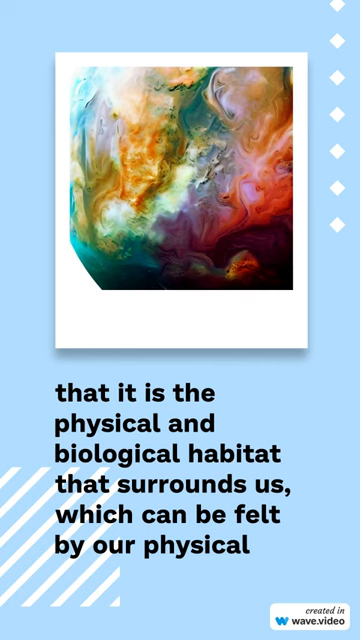 that it is the
physical and
biological habitat
that surrounds us,
which can be felt
by our physical
created in
wave.video